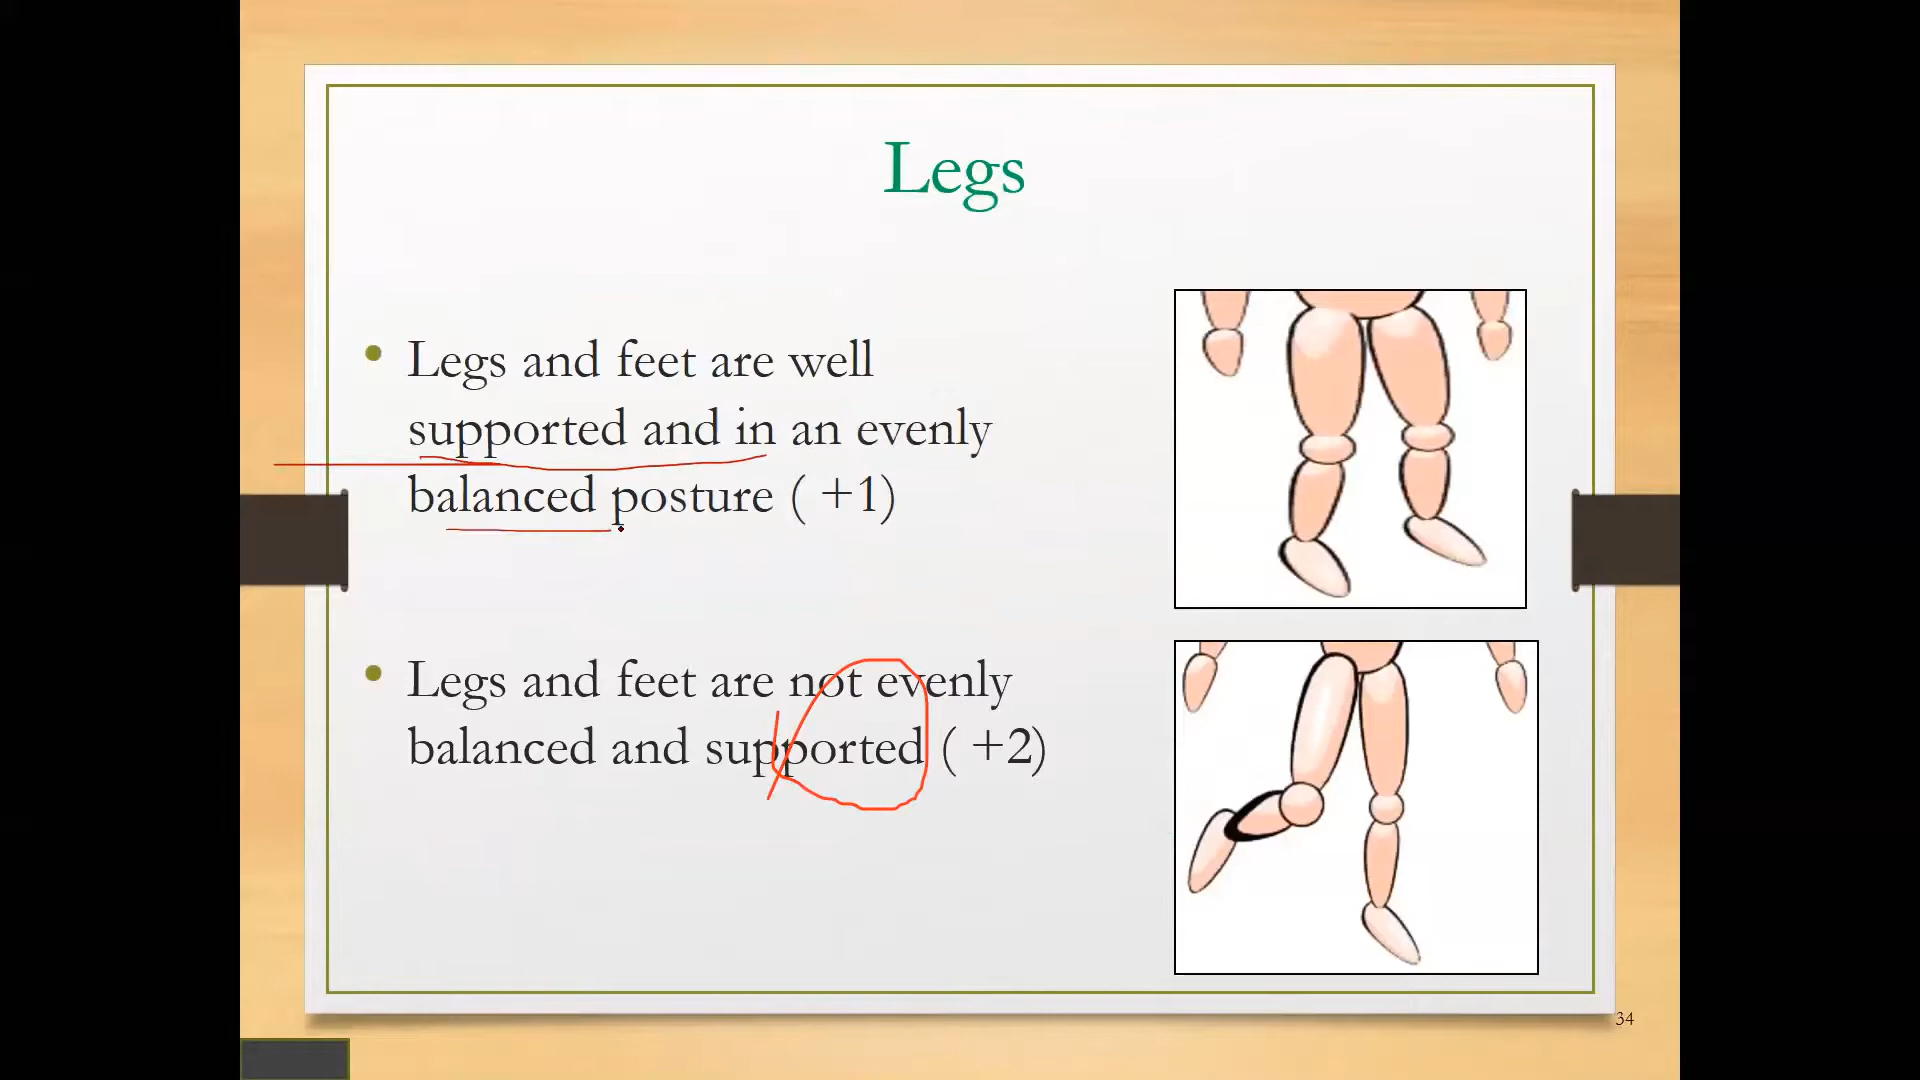 Legs
Legs and feet are well
supported and in an evenly
balanced posture ( +1)
Legs and feet are not evenly
balanced and supported ( +2)
34